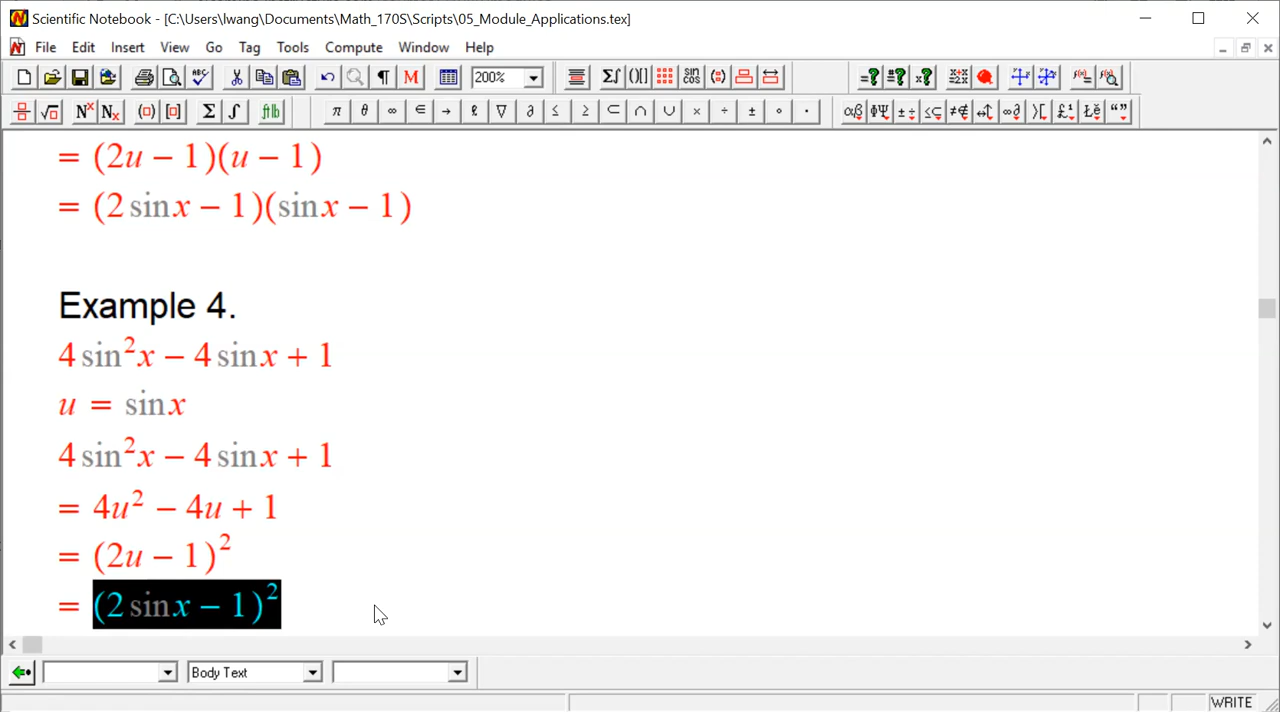 Scientific Notebook - [C:\Users\lwang\Documents\Math_170S\Scripts\05_Module_Applications.tex]
File Edit Insert View Go Tag Tools Compute Window Help
200%
π θ ∞ ∈ → ℓ ∇ ∂ ≤ ≥ ⊂ ∩ ∪ × ÷ ± ∘ ·
= (2u − 1)(u − 1)
= (2 sin x − 1)(sin x − 1)
Example 4.
4 sin² x − 4 sin x + 1
u = sin x
4 sin² x − 4 sin x + 1
= 4u² − 4u + 1
= (2u − 1)²
= (2 sin x − 1)²
Body Text
WRITE